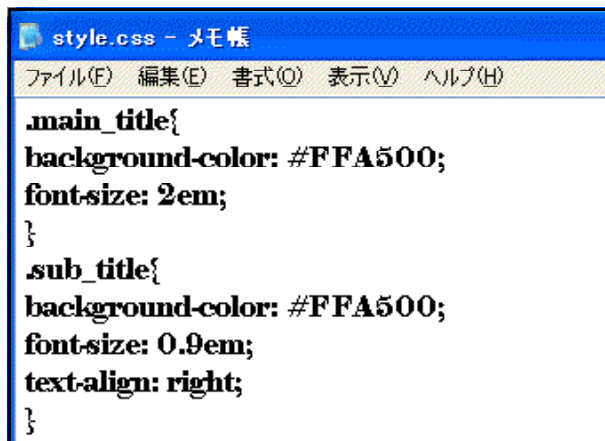 style.css - メモ帳
ファイル(F) 編集(E) 書式(O) 表示(V) ヘルプ(H)
.main_title{
background-color: #FFA500;
font-size: 2em;
}
.sub_title{
background-color: #FFA500;
font-size: 0.9em;
text-align: right;
}